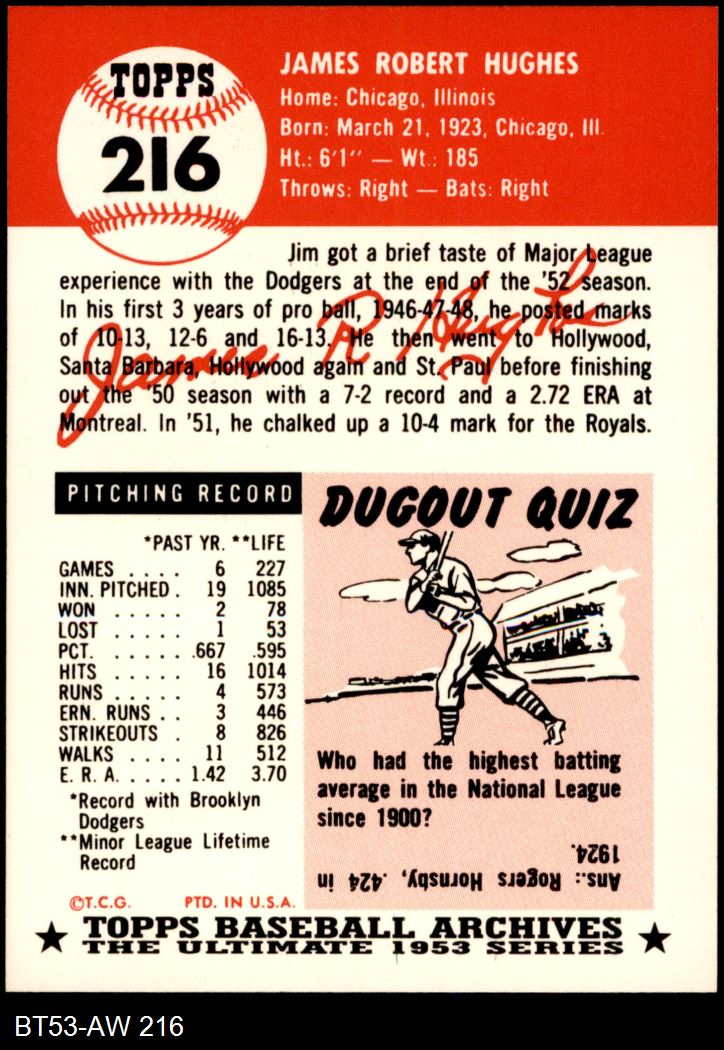 TOPPS
216
JAMES ROBERT HUGHES
Home: Chicago, Illinois
Born: March 21, 1923, Chicago, Ill.
Ht.: 6'1" — Wt.: 185
Throws: Right — Bats: Right
Jim got a brief taste of Major League
experience with the Dodgers at the end of the '52 season.
In his first 3 years of pro ball, 1946-47-48, he posted marks
of 10-13, 12-6 and 16-13. He then went to Hollywood,
Santa Barbara, Hollywood again and St. Paul before finishing
out the '50 season with a 7-2 record and a 2.72 ERA at
Montreal. In '51, he chalked up a 10-4 mark for the Royals.
James R Hughes
PITCHING RECORD
*PAST YR. **LIFE
GAMES . . . . 6 227
INN. PITCHED . 19 1085
WON . . . . . 2 78
LOST . . . . . 1 53
PCT. . . . . . . .667 .595
HITS . . . . . 16 1014
RUNS . . . . . 4 573
ERN. RUNS . . 3 446
STRIKEOUTS . 8 826
WALKS . . . . 11 512
E. R. A. . . . . 1.42 3.70
*Record with Brooklyn
Dodgers
**Minor League Lifetime
Record
DUGOUT QUIZ
Who had the highest batting
average in the National League
since 1900?
Ans.: Rogers Hornsby, .424 in
1924.
©T.C.G. PTD. IN U.S.A.
TOPPS BASEBALL ARCHIVES
THE ULTIMATE 1953 SERIES
BT53-AW 216